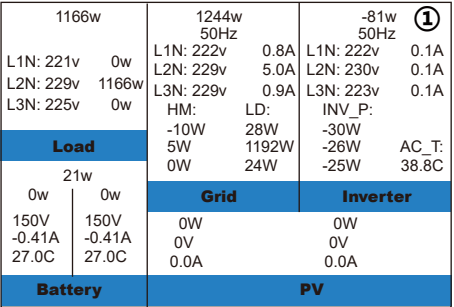 1166w
L1N: 221v 0w
L2N: 229v 1166w
L3N: 225v 0w
Load
1244w
50Hz
L1N: 222v 0.8A
L2N: 229v 5.0A
L3N: 229v 0.9A
HM: LD:
-10W 28W
5W 1192W
0W 24W
Grid
-81w ①
50Hz
L1N: 222v 0.1A
L2N: 230v 0.1A
L3N: 223v 0.1A
INV_P:
-30W
-26W AC_T:
-25W 38.8C
Inverter
21w
0w 0w
150V 150V
-0.41A -0.41A
27.0C 27.0C
Battery
0W 0W
0V 0V
0.0A 0.0A
PV